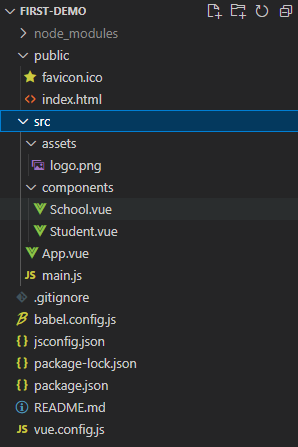 FIRST-DEMO
node_modules
public
favicon.ico
index.html
src
assets
logo.png
components
School.vue
Student.vue
App.vue
JS main.js
.gitignore
babel.config.js
jsconfig.json
package-lock.json
package.json
README.md
JS vue.config.js